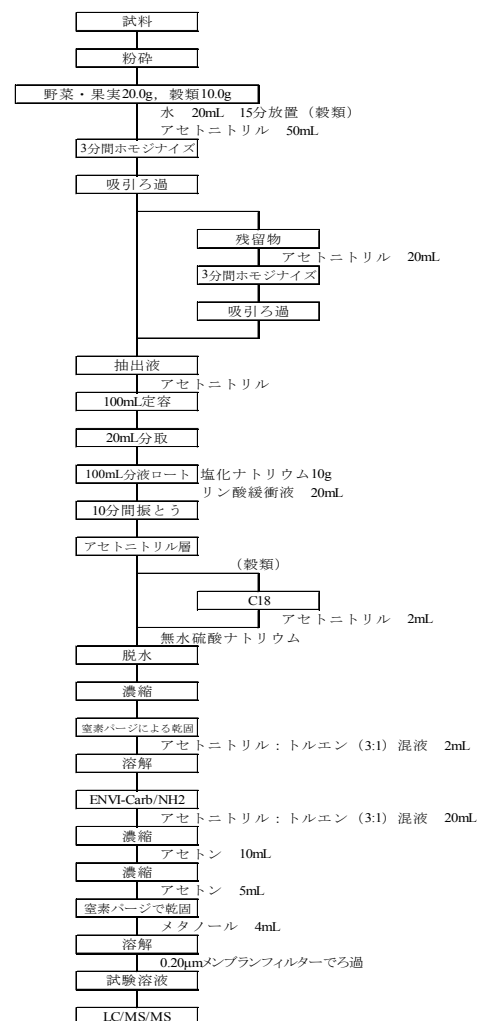 試料
粉砕
野菜・果実20.0g，穀類10.0g
水　20mL　15分放置（穀類）
アセトニトリル　50mL
3分間ホモジナイズ
吸引ろ過
残留物
アセトニトリル　20mL
3分間ホモジナイズ
吸引ろ過
抽出液
アセトニトリル
100mL定容
20mL分取
100mL分液ロート　塩化ナトリウム10g
リン酸緩衝液　20mL
10分間振とう
アセトニトリル層
（穀類）
C18
アセトニトリル　2mL
無水硫酸ナトリウム
脱水
濃縮
窒素パージによる乾固
アセトニトリル：トルエン（3:1）混液　2mL
溶解
ENVI-Carb/NH2
アセトニトリル：トルエン（3:1）混液　20mL
濃縮
アセトン　10mL
濃縮
アセトン　5mL
窒素パージで乾固
メタノール　4mL
溶解
0.20μmメンブランフィルターでろ過
試験溶液
LC/MS/MS